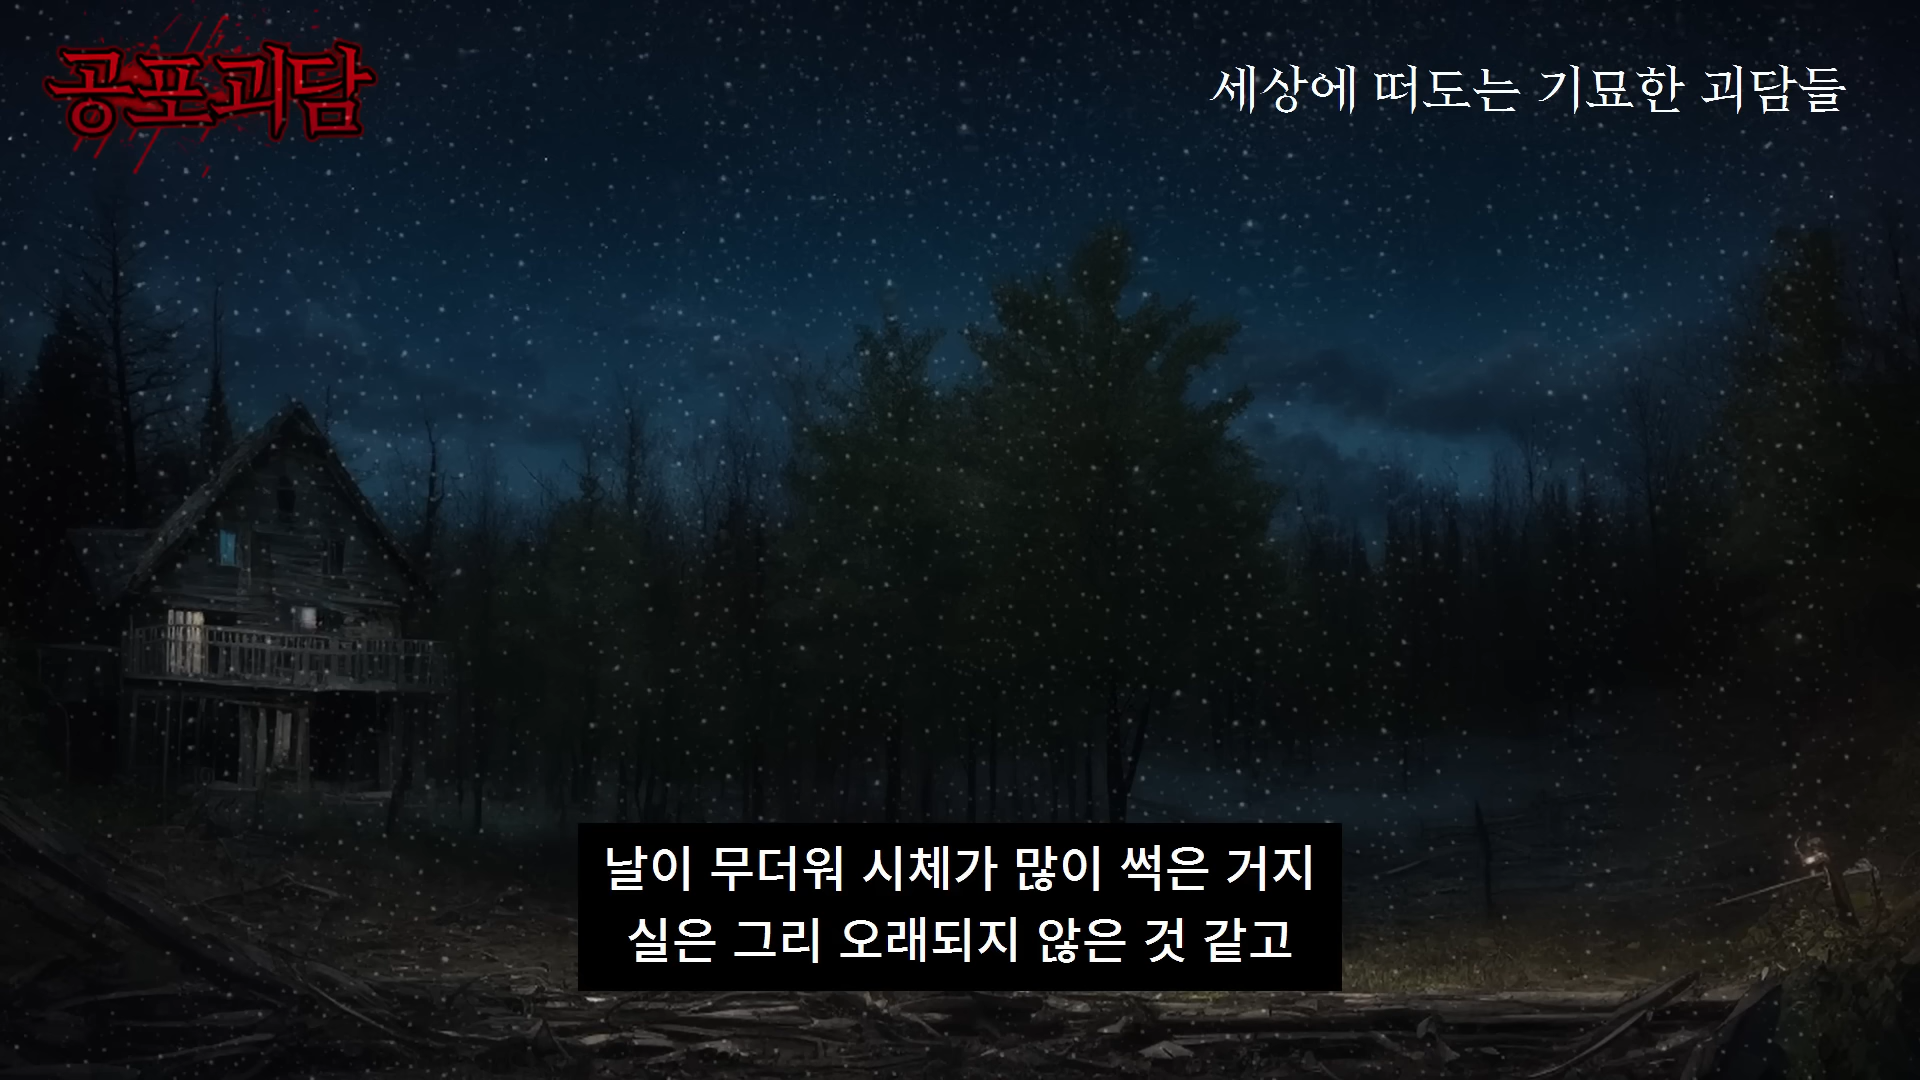 공포괴담
세상에 떠도는 기묘한 괴담들
날이 무더워 시체가 많이 썩은 거지
실은 그리 오래되지 않은 것 같고